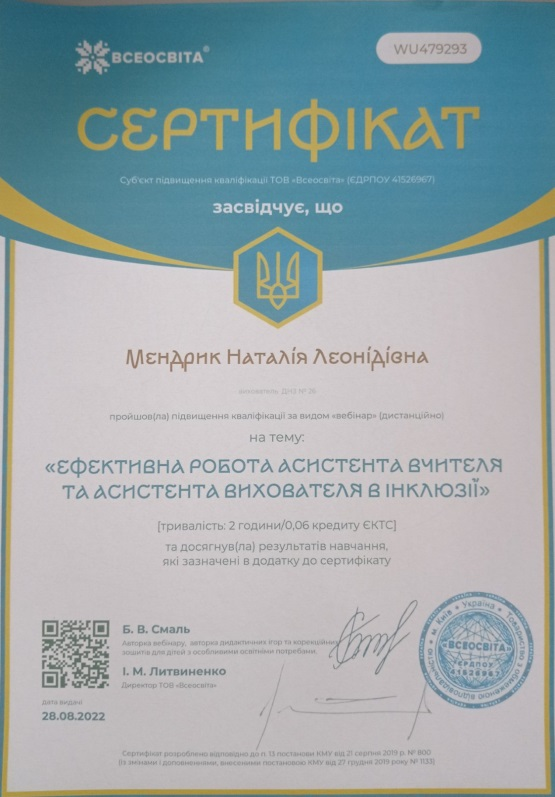 ВСЕОСВІТА®
WU479293
СЕРТИФІКАТ
Суб'єкт підвищення кваліфікації ТОВ «Всеосвіта» (ЄДРПОУ 41526967)
засвідчує, що
Мендрик Наталія Леонідівна
вихователь ДНЗ № 26
пройшов(ла) підвищення кваліфікації за видом «вебінар» (дистанційно)
на тему:
«ЕФЕКТИВНА РОБОТА АСИСТЕНТА ВЧИТЕЛЯ
ТА АСИСТЕНТА ВИХОВАТЕЛЯ В ІНКЛЮЗІЇ»
[тривалість: 2 години/0,06 кредиту ЄКТС]
та досягнув(ла) результатів навчання,
які зазначені в додатку до сертифікату
Б. В. Смаль
Авторка вебінару, авторка дидактичних ігор та корекційних
зошитів для дітей з особливими освітніми потребами.
І. М. Литвиненко
Директор ТОВ «Всеосвіта»
дата видачі
28.08.2022
м. Київ * Україна * Товариство з обмеженою відповідальністю
«ВСЕОСВІТА»
ЄДРПОУ
41526967
Сертифікат розроблено відповідно до п. 13 постанови КМУ від 21 серпня 2019 р. № 800
(із змінами і доповненнями, внесеними постановою КМУ від 27 грудня 2019 року № 1133)